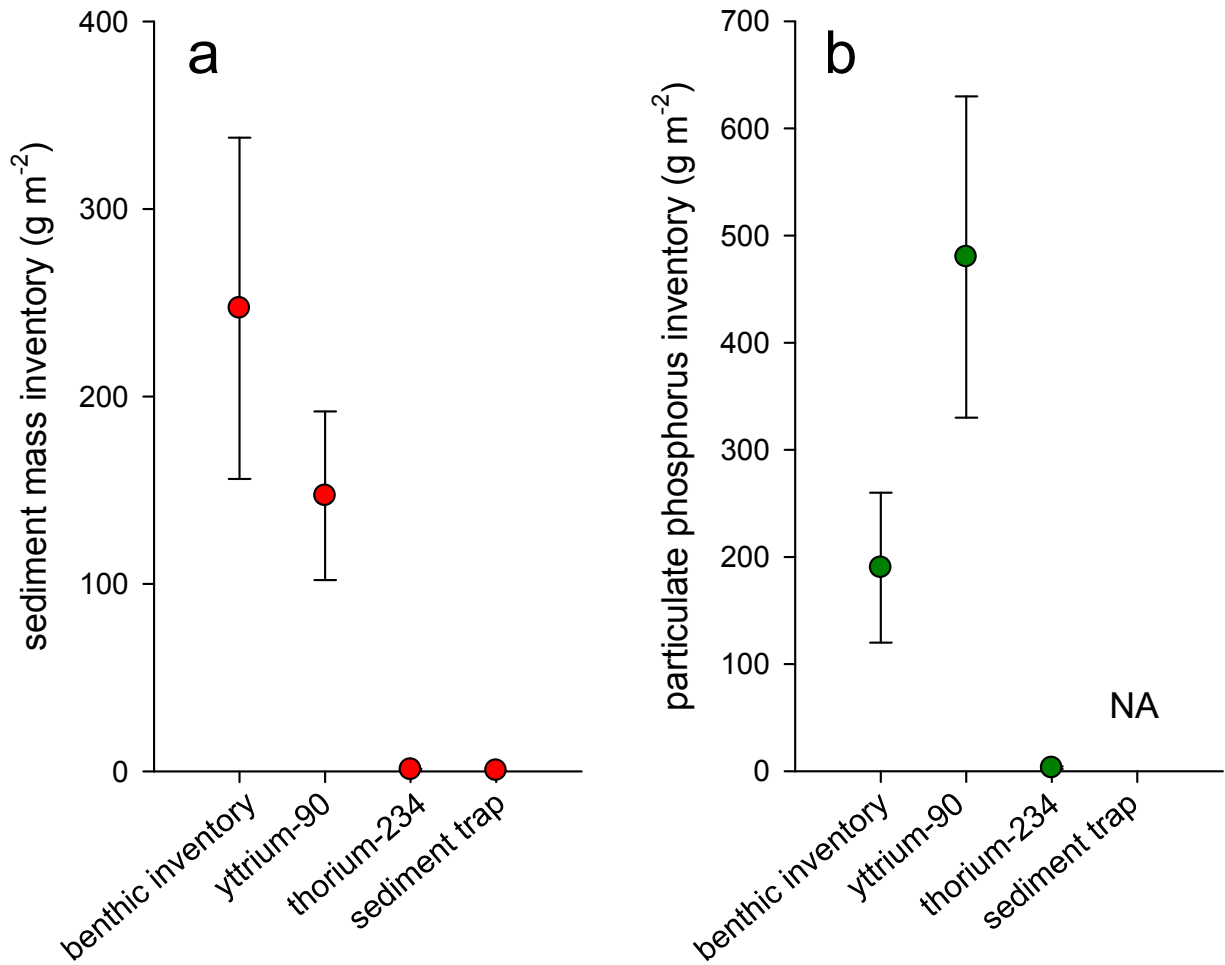 a
sediment mass inventory (g m⁻²)
400
300
200
100
0
benthic inventory
yttrium-90
thorium-234
sediment trap
b
particulate phosphorus inventory (g m⁻²)
700
600
500
400
300
200
100
0
NA
benthic inventory
yttrium-90
thorium-234
sediment trap